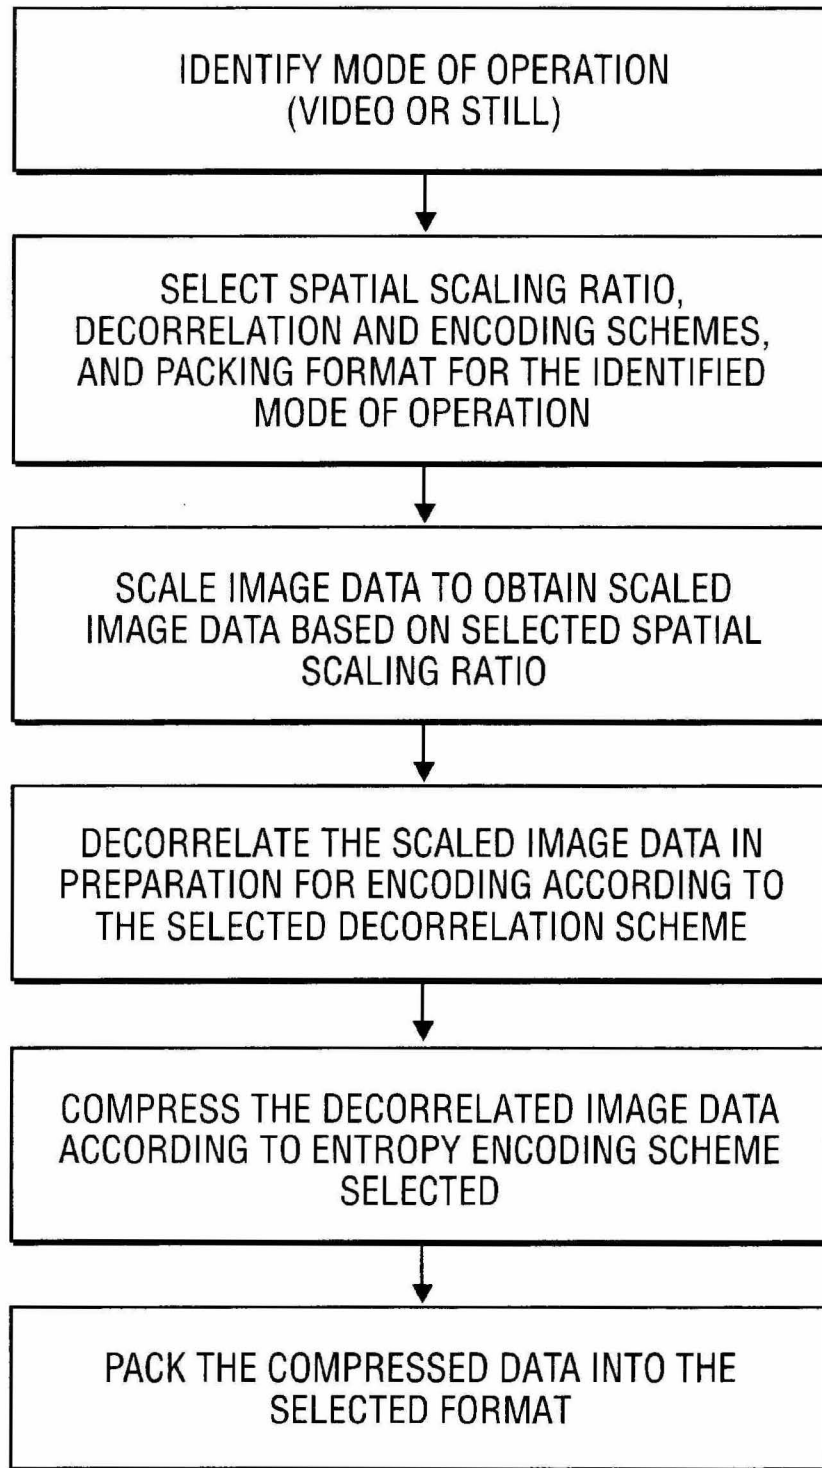 IDENTIFY MODE OF OPERATION
(VIDEO OR STILL)
SELECT SPATIAL SCALING RATIO,
DECORRELATION AND ENCODING SCHEMES,
AND PACKING FORMAT FOR THE IDENTIFIED
MODE OF OPERATION
SCALE IMAGE DATA TO OBTAIN SCALED
IMAGE DATA BASED ON SELECTED SPATIAL
SCALING RATIO
DECORRELATE THE SCALED IMAGE DATA IN
PREPARATION FOR ENCODING ACCORDING TO
THE SELECTED DECORRELATION SCHEME
COMPRESS THE DECORRELATED IMAGE DATA
ACCORDING TO ENTROPY ENCODING SCHEME
SELECTED
PACK THE COMPRESSED DATA INTO THE
SELECTED FORMAT